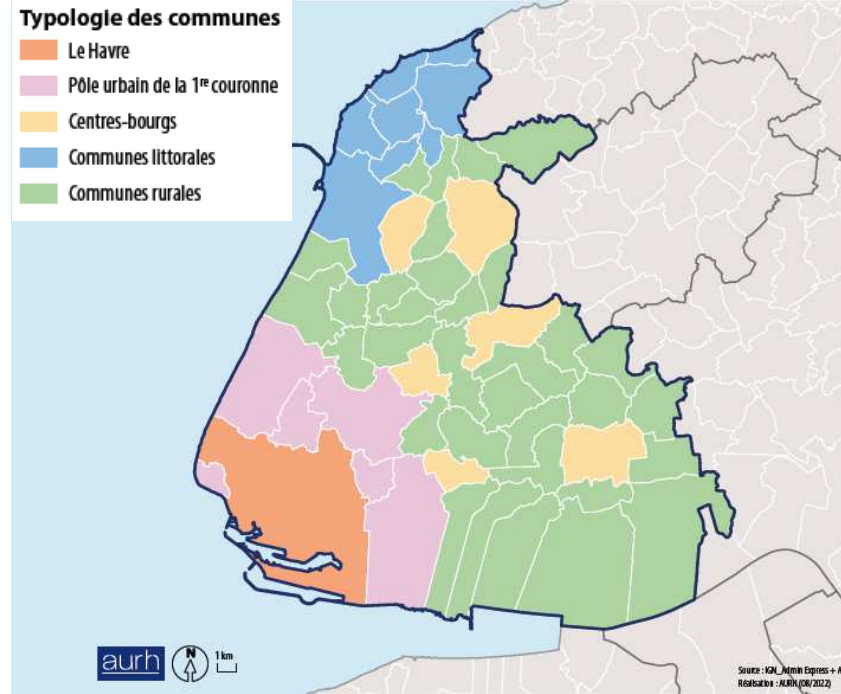 Typologie des communes
Le Havre
Pôle urbain de la 1re couronne
Centres-bourgs
Communes littorales
Communes rurales
aurh
N
1 km
Source : IGN_Admin Express + A
Réalisation : AURH (08/2022)